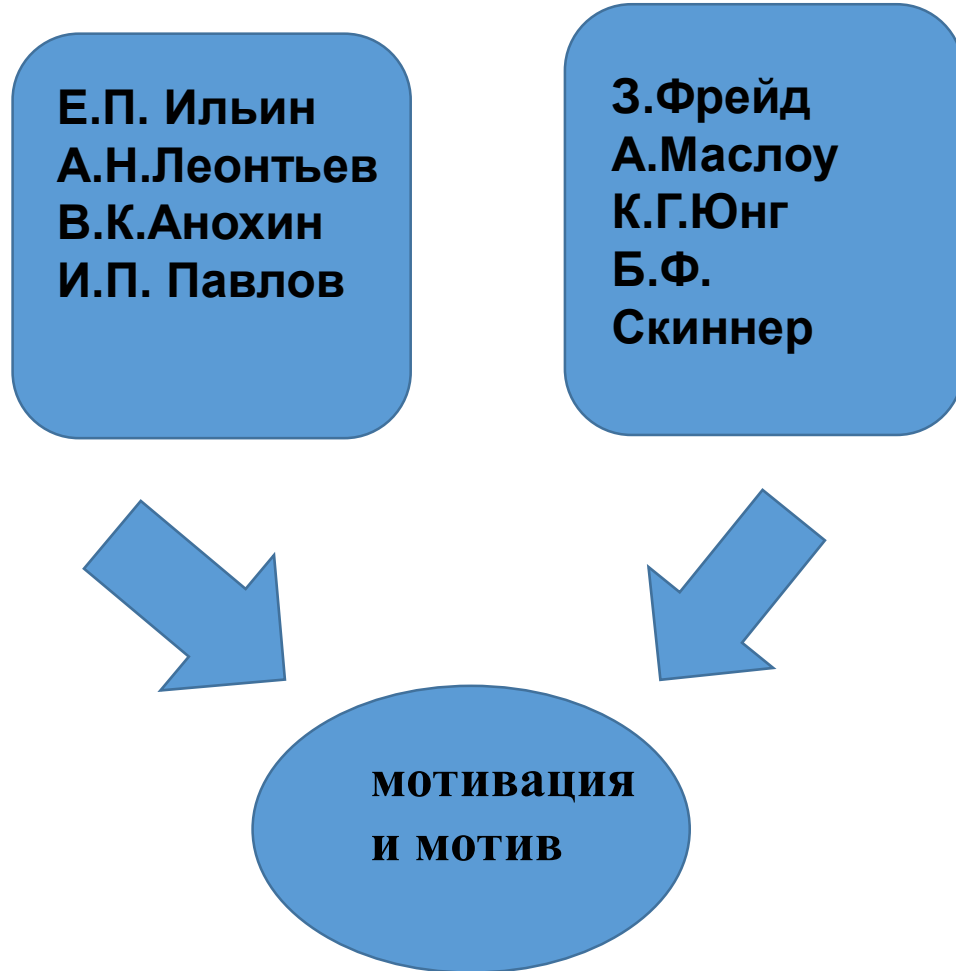 Е.П. Ильин
А.Н.Леонтьев
В.К.Анохин
И.П. Павлов
З.Фрейд
А.Маслоу
К.Г.Юнг
Б.Ф.
Скиннер
мотивация
и мотив